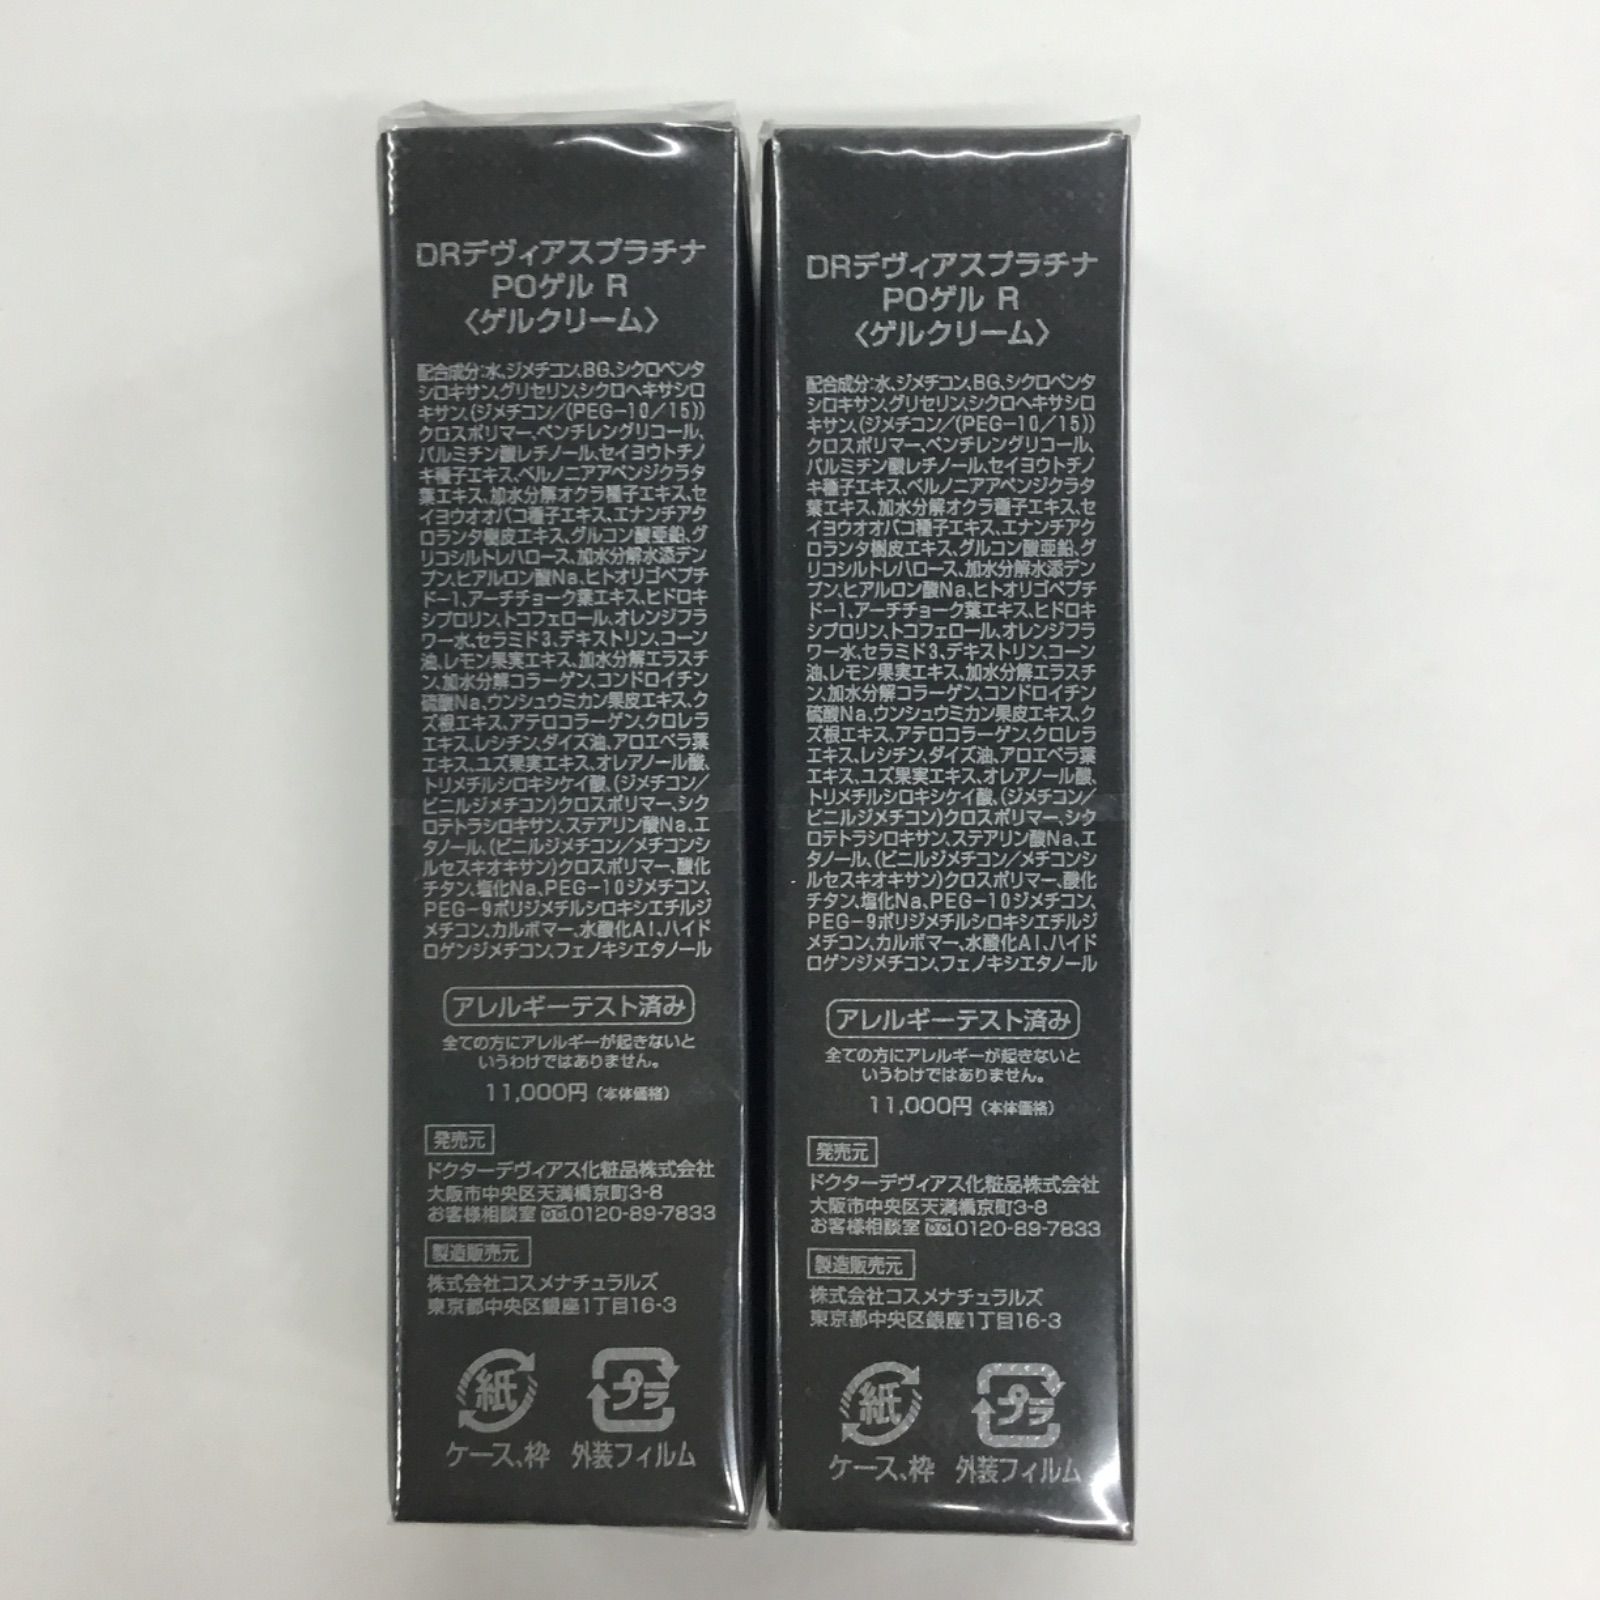 DRデヴィアスプラチナ
POゲル R
〈ゲルクリーム〉
配合成分:水、ジメチコン、BG、シクロペンタ
シロキサン、グリセリン、シクロヘキサシロ
キサン、(ジメチコン/(PEG-10/15))
クロスポリマー、ペンチレングリコール、
パルミチン酸レチノール、セイヨウトチノ
キ種子エキス、ベルノニアアペンジクラタ
葉エキス、加水分解オクラ種子エキス、セ
イヨウオオバコ種子エキス、エナンチアク
ロランタ樹皮エキス、グルコン酸亜鉛、グ
リコシルトレハロース、加水分解水添デン
プン、ヒアルロン酸Na、ヒトオリゴペプチ
ド-1、アーチチョーク葉エキス、ヒドロキ
シプロリン、トコフェロール、オレンジフラ
ワー水、セラミド3、デキストリン、コーン
油、レモン果実エキス、加水分解エラスチ
ン、加水分解コラーゲン、コンドロイチン
硫酸Na、ウンシュウミカン果皮エキス、ク
ズ根エキス、アテロコラーゲン、クロレラ
エキス、レシチン、ダイズ油、アロエベラ葉
エキス、ユズ果実エキス、オレアノール酸、
トリメチルシロキシケイ酸、(ジメチコン/
ビニルジメチコン)クロスポリマー、シク
ロテトラシロキサン、ステアリン酸Na、エ
タノール、(ビニルジメチコン/メチコンシ
ルセスキオキサン)クロスポリマー、酸化
チタン、塩化Na、PEG-10ジメチコン、
PEG-9ポリジメチルシロキシエチルジ
メチコン、カルボマー、水酸化Al、ハイド
ロゲンジメチコン、フェノキシエタノール
アレルギーテスト済み
全ての方にアレルギーが起きないと
いうわけではありません。
11,000円(本体価格)
発売元
ドクターデヴィアス化粧品株式会社
大阪市中央区天満橋京町3-8
お客様相談室 0120-89-7833
製造販売元
株式会社コスメナチュラルズ
東京都中央区銀座1丁目16-3
紙 プラ
ケース、枠 外装フィルム
DRデヴィアスプラチナ
POゲル R
〈ゲルクリーム〉
配合成分:水、ジメチコン、BG、シクロペンタ
シロキサン、グリセリン、シクロヘキサシロ
キサン、(ジメチコン/(PEG-10/15))
クロスポリマー、ペンチレングリコール、
パルミチン酸レチノール、セイヨウトチノ
キ種子エキス、ベルノニアアペンジクラタ
葉エキス、加水分解オクラ種子エキス、セ
イヨウオオバコ種子エキス、エナンチアク
ロランタ樹皮エキス、グルコン酸亜鉛、グ
リコシルトレハロース、加水分解水添デン
プン、ヒアルロン酸Na、ヒトオリゴペプチ
ド-1、アーチチョーク葉エキス、ヒドロキ
シプロリン、トコフェロール、オレンジフラ
ワー水、セラミド3、デキストリン、コーン
油、レモン果実エキス、加水分解エラスチ
ン、加水分解コラーゲン、コンドロイチン
硫酸Na、ウンシュウミカン果皮エキス、ク
ズ根エキス、アテロコラーゲン、クロレラ
エキス、レシチン、ダイズ油、アロエベラ葉
エキス、ユズ果実エキス、オレアノール酸、
トリメチルシロキシケイ酸、(ジメチコン/
ビニルジメチコン)クロスポリマー、シク
ロテトラシロキサン、ステアリン酸Na、エ
タノール、(ビニルジメチコン/メチコンシ
ルセスキオキサン)クロスポリマー、酸化
チタン、塩化Na、PEG-10ジメチコン、
PEG-9ポリジメチルシロキシエチルジ
メチコン、カルボマー、水酸化Al、ハイド
ロゲンジメチコン、フェノキシエタノール
アレルギーテスト済み
全ての方にアレルギーが起きないと
いうわけではありません。
11,000円(本体価格)
発売元
ドクターデヴィアス化粧品株式会社
大阪市中央区天満橋京町3-8
お客様相談室 0120-89-7833
製造販売元
株式会社コスメナチュラルズ
東京都中央区銀座1丁目16-3
紙 プラ
ケース、枠 外装フィルム